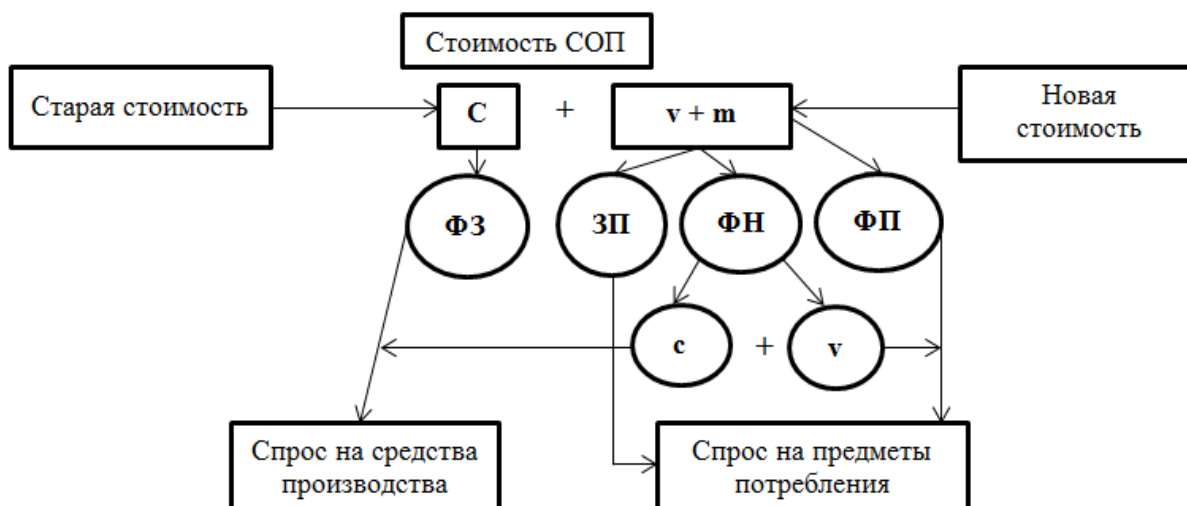 Стоимость СОП
Старая стоимость
С
+
v + m
Новая
стоимость
ФЗ
ЗП
ФН
ФП
с
+
v
Спрос на средства
производства
Спрос на предметы
потребления